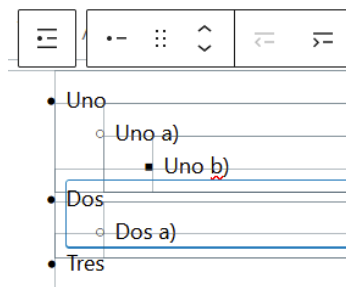 Uno
Uno a)
Uno b)
Dos
Dos a)
Tres